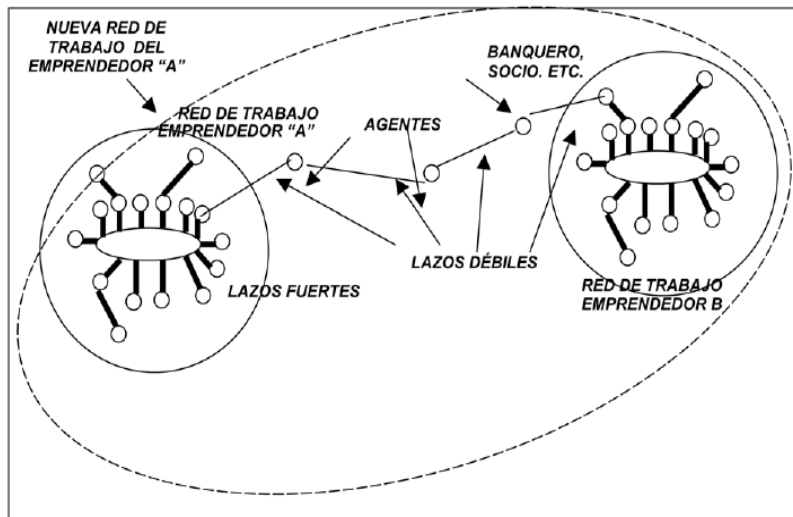 NUEVA RED DE
TRABAJO DEL
EMPRENDEDOR “A”
RED DE TRABAJO
EMPRENDEDOR “A”
AGENTES
BANQUERO,
SOCIO. ETC.
LAZOS FUERTES
LAZOS DÉBILES
RED DE TRABAJO
EMPRENDEDOR B